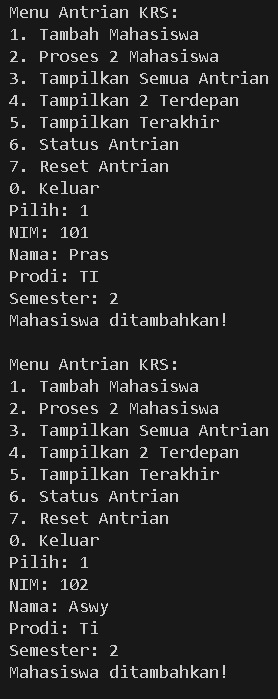 Menu Antrian KRS:
1. Tambah Mahasiswa
2. Proses 2 Mahasiswa
3. Tampilkan Semua Antrian
4. Tampilkan 2 Terdepan
5. Tampilkan Terakhir
6. Status Antrian
7. Reset Antrian
0. Keluar
Pilih: 1
NIM: 101
Nama: Pras
Prodi: TI
Semester: 2
Mahasiswa ditambahkan!

Menu Antrian KRS:
1. Tambah Mahasiswa
2. Proses 2 Mahasiswa
3. Tampilkan Semua Antrian
4. Tampilkan 2 Terdepan
5. Tampilkan Terakhir
6. Status Antrian
7. Reset Antrian
0. Keluar
Pilih: 1
NIM: 102
Nama: Aswy
Prodi: Ti
Semester: 2
Mahasiswa ditambahkan!